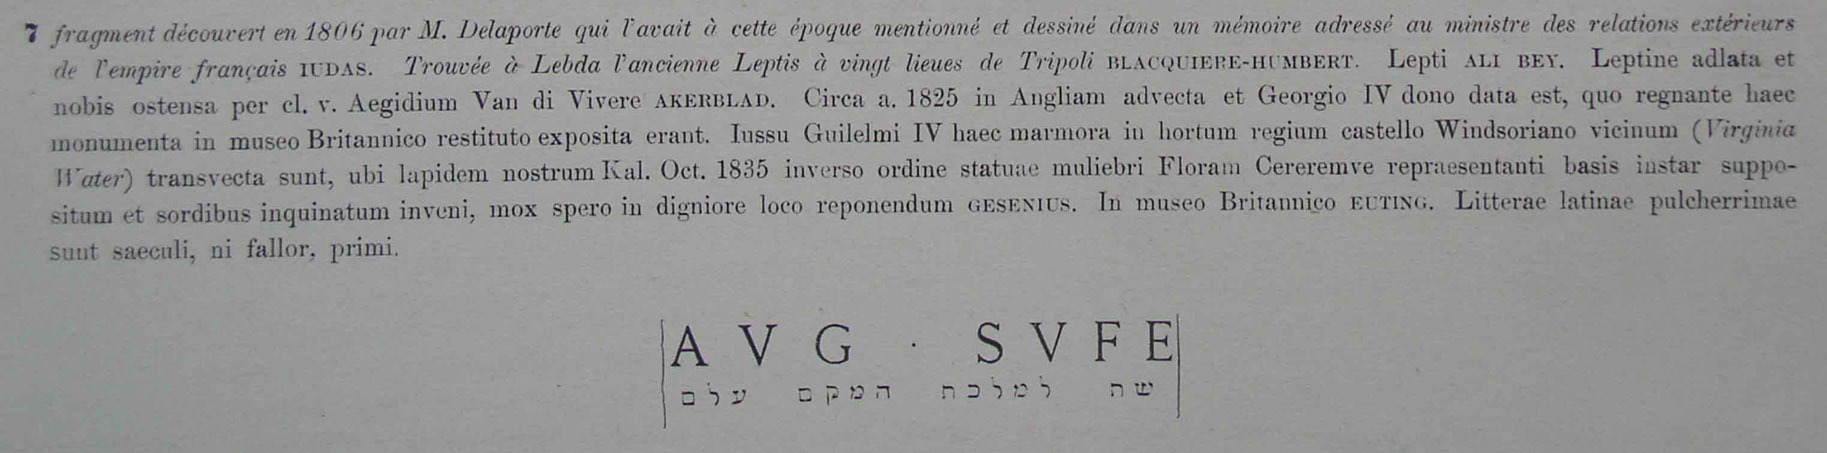 7 fragment découvert en 1806 par M. Delaporte qui l'avait à cette époque mentionné et dessiné dans un mémoire adressé au ministre des relations extérieurs
de l'empire français IUDAS. Trouvée à Lebda l'ancienne Leptis à vingt lieues de Tripoli BLACQUIERE-HUMBERT. Lepti ALI BEY. Leptine adlata et
nobis ostensa per cl. v. Aegidium Van di Vivere AKERBLAD. Circa a. 1825 in Angliam advecta et Georgio IV dono data est, quo regnante haec
monumenta in museo Britannico restituto exposita erant. Iussu Guilelmi IV haec marmora in hortum regium castello Windsoriano vicinum (Virginia
Water) transvecta sunt, ubi lapidem nostrum Kal. Oct. 1835 inverso ordine statuae muliebri Floram Cereremve repraesentanti basis instar suppo-
situm et sordibus inquinatum inveni, mox spero in digniore loco reponendum GESENIUS. In museo Britannico EUTING. Litterae latinae pulcherrimae
sunt saeculi, ni fallor, primi.
AVG · SVFE
שת למלכת המקם עלם